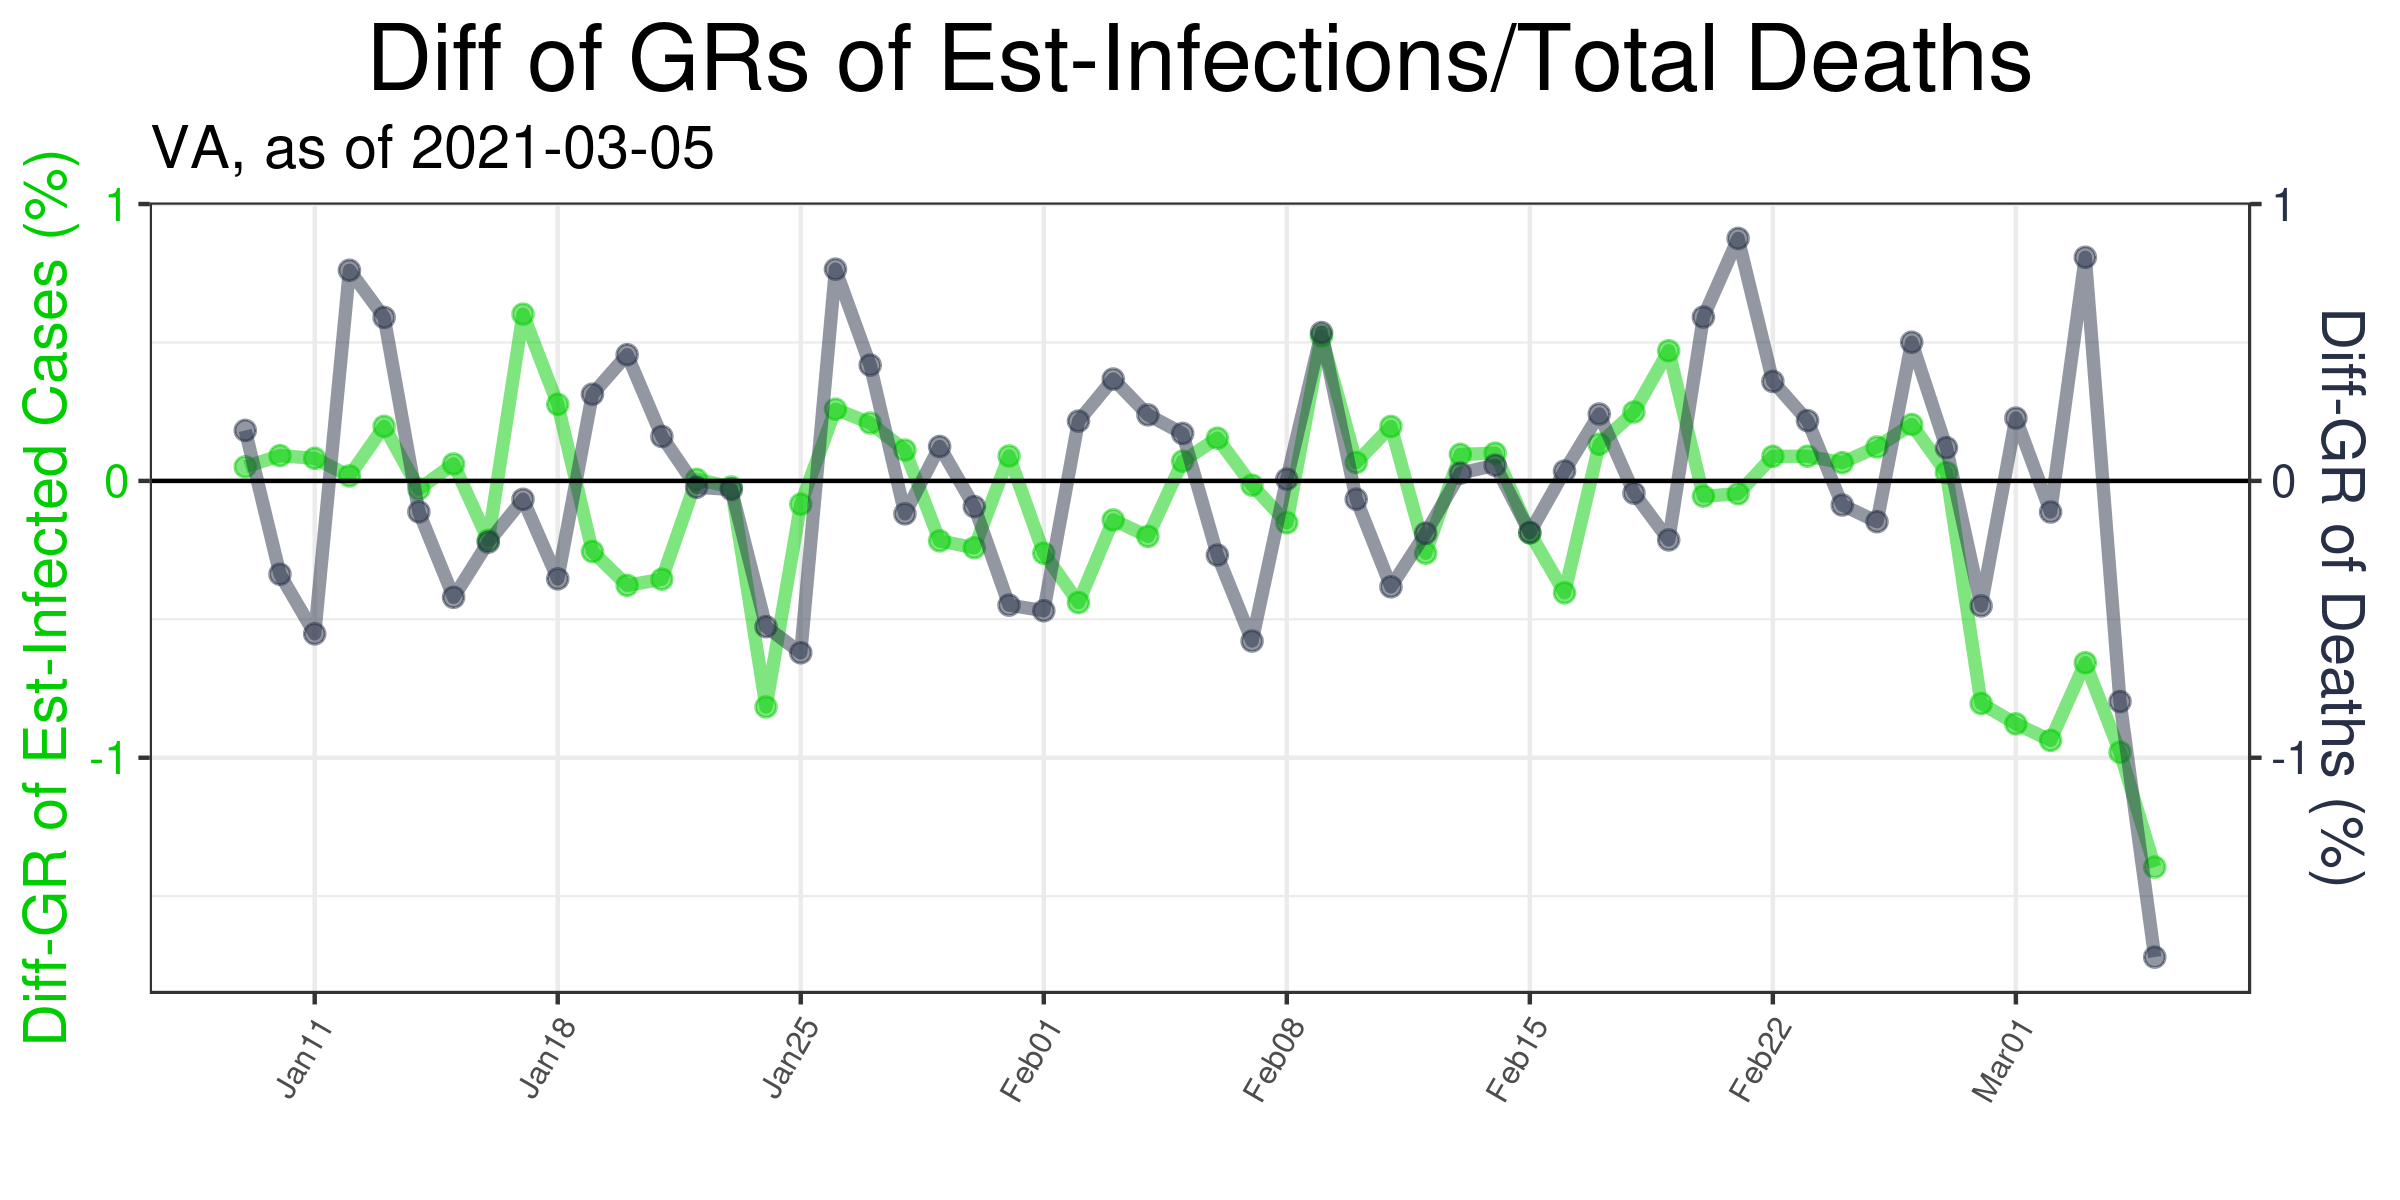 Diff of GRs of Est-Infections/Total Deaths
VA, as of 2021-03-05
Diff-GR of Est-Infected Cases (%)
1
0
-1
1
0
-1
Diff-GR of Deaths (%)
Jan11
Jan18
Jan25
Feb01
Feb08
Feb15
Feb22
Mar01